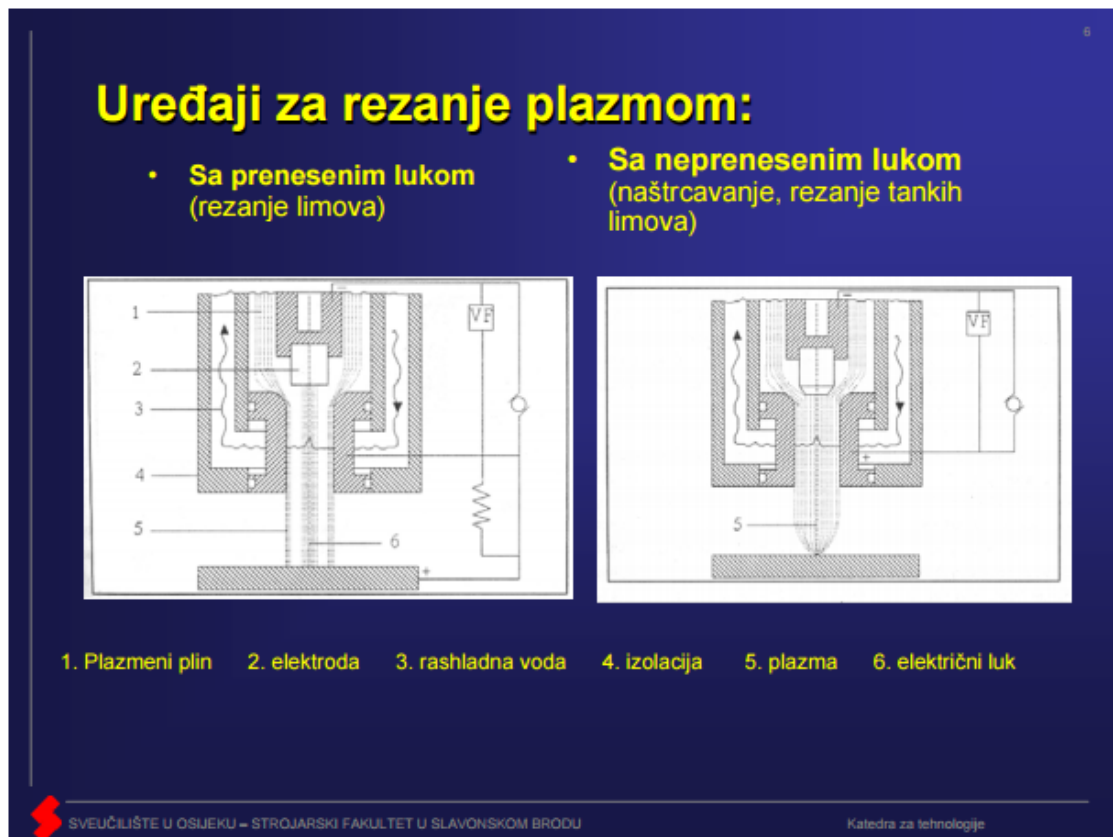 6
Uređaji za rezanje plazmom:
• Sa prenesenim lukom
(rezanje limova)
• Sa neprenesenim lukom
(naštrcavanje, rezanje tankih
limova)
1
2
3
4
5
6
VF
+
−
VF
−
+
5
1. Plazmeni plin 2. elektroda 3. rashladna voda 4. izolacija 5. plazma 6. električni luk
SVEUČILIŠTE U OSIJEKU – STROJARSKI FAKULTET U SLAVONSKOM BRODU
Katedra za tehnologije